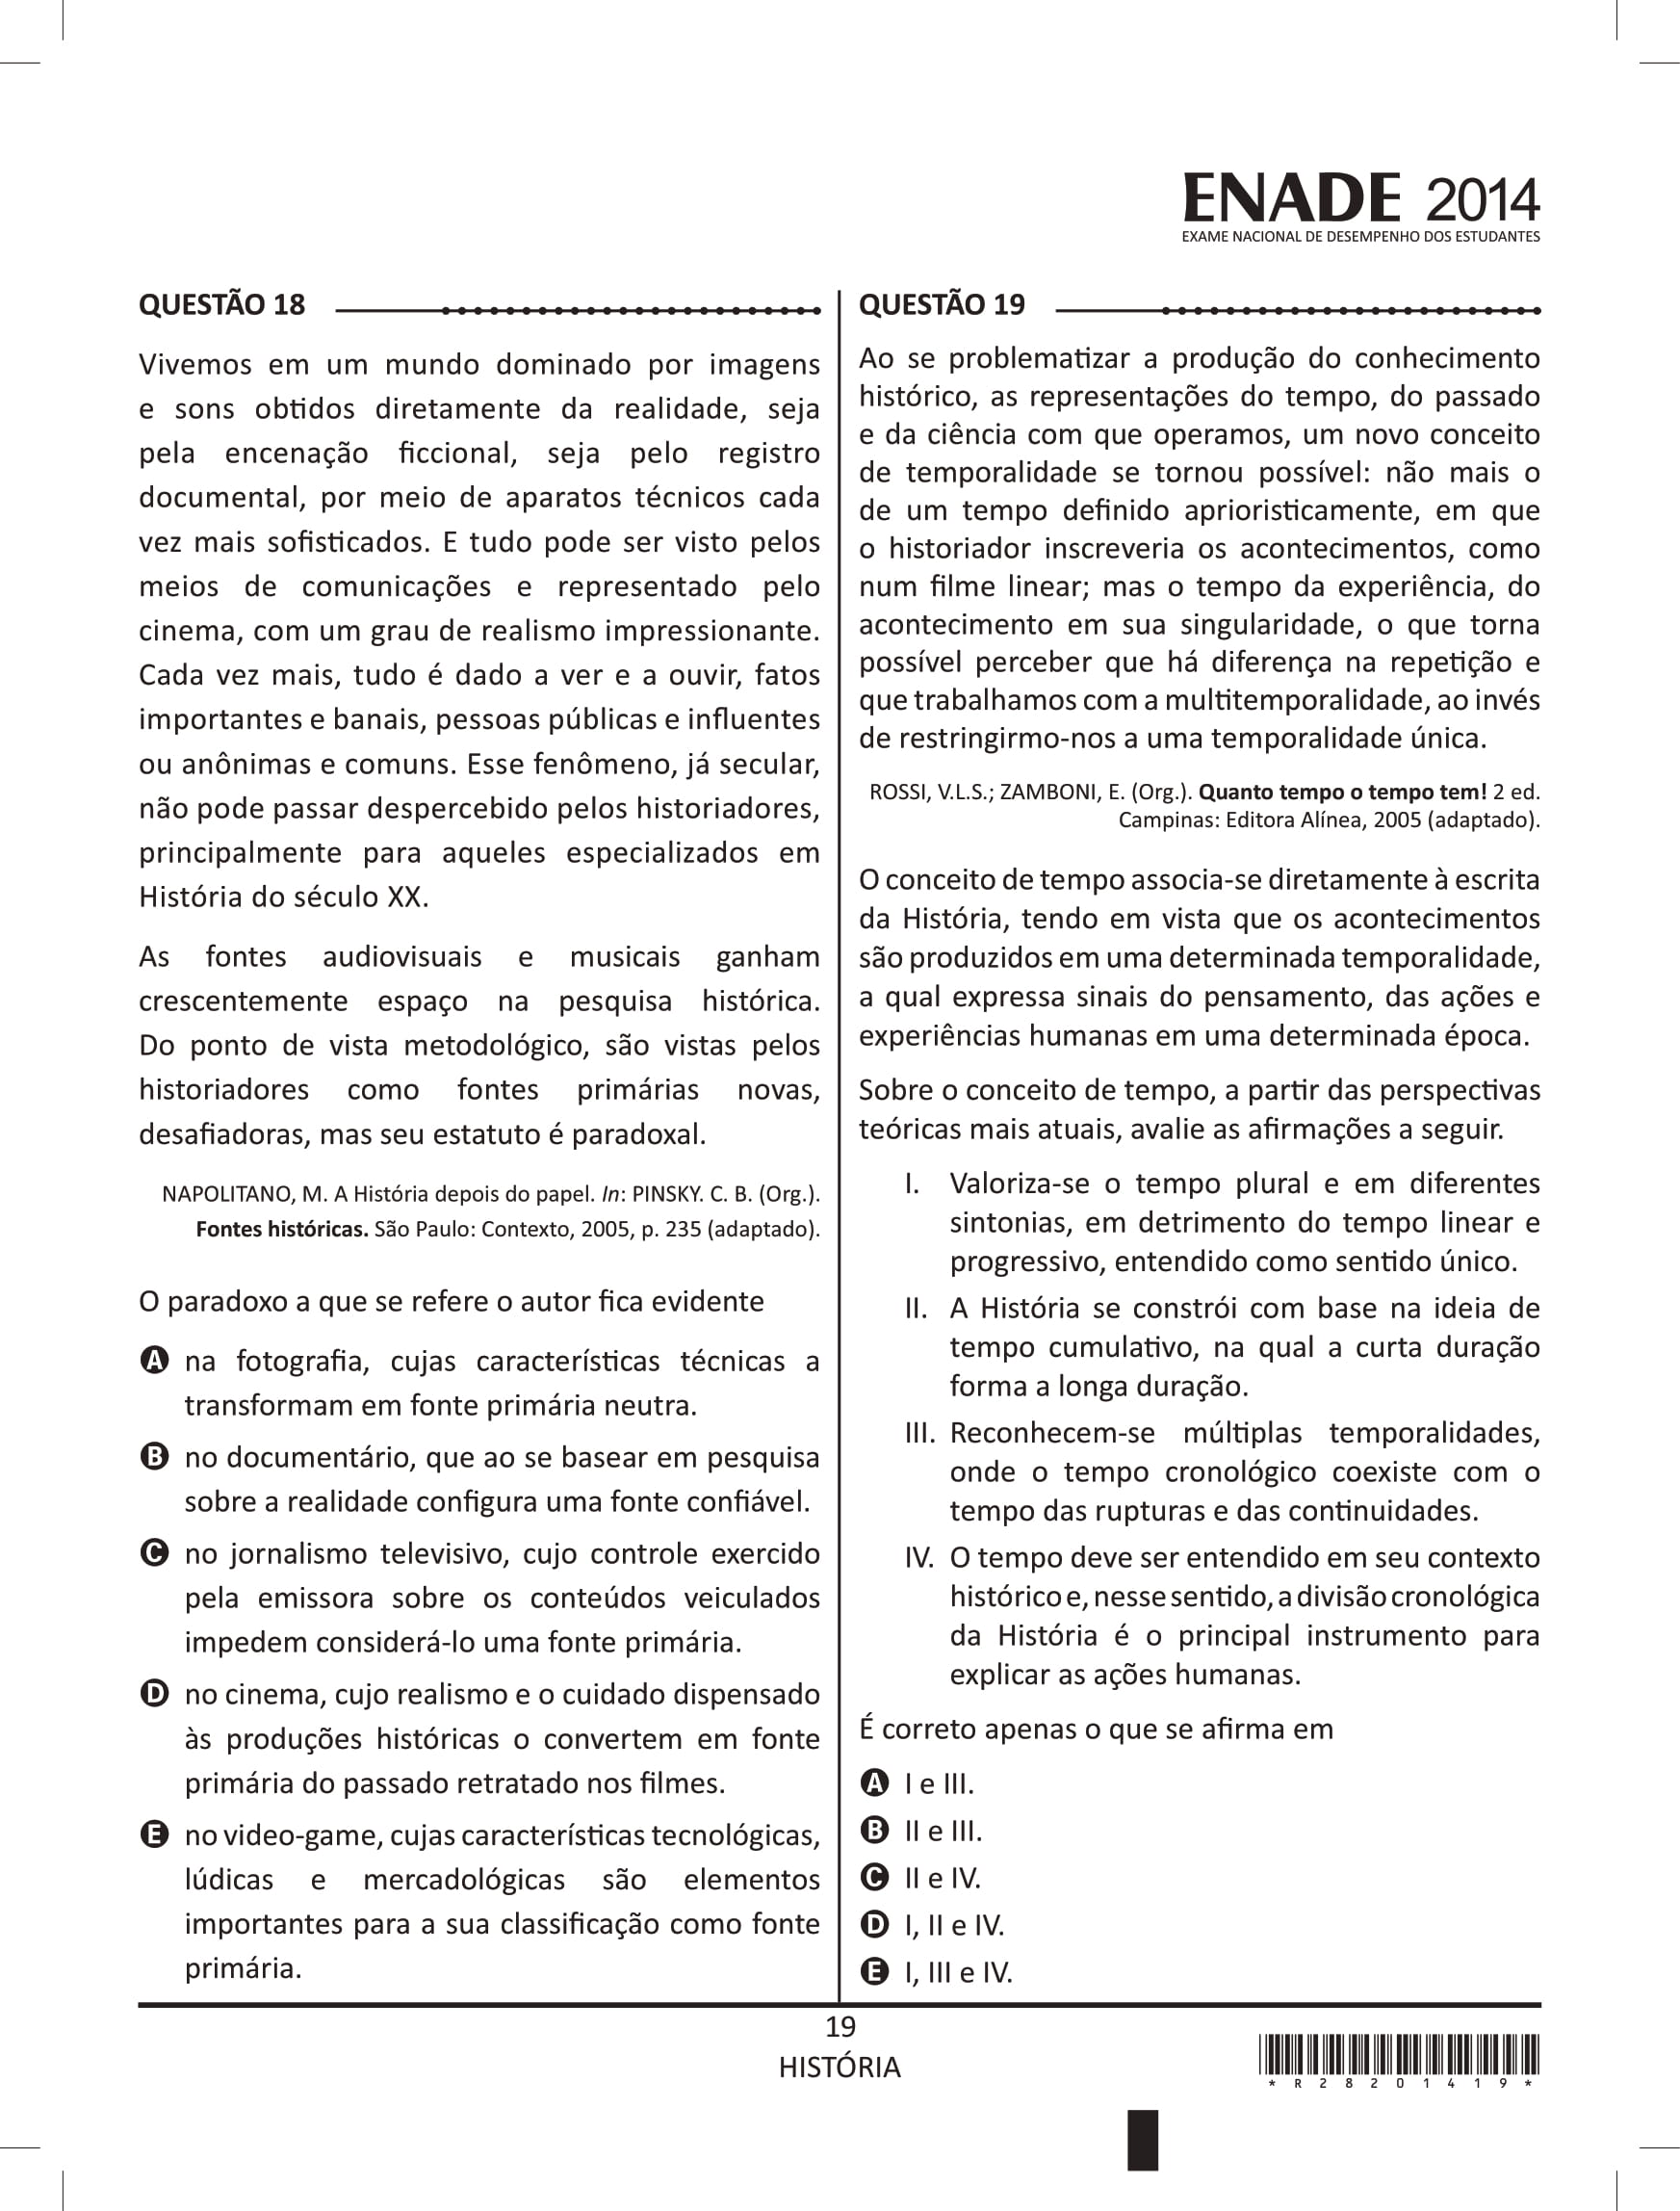 ENADE 2014
EXAME NACIONAL DE DESEMPENHO DOS ESTUDANTES
QUESTÃO 18
Vivemos em um mundo dominado por imagens
e sons obtidos diretamente da realidade, seja
pela encenação ficcional, seja pelo registro
documental, por meio de aparatos técnicos cada
vez mais sofisticados. E tudo pode ser visto pelos
meios de comunicações e representado pelo
cinema, com um grau de realismo impressionante.
Cada vez mais, tudo é dado a ver e a ouvir, fatos
importantes e banais, pessoas públicas e influentes
ou anônimas e comuns. Esse fenômeno, já secular,
não pode passar despercebido pelos historiadores,
principalmente para aqueles especializados em
História do século XX.
As fontes audiovisuais e musicais ganham
crescentemente espaço na pesquisa histórica.
Do ponto de vista metodológico, são vistas pelos
historiadores como fontes primárias novas,
desafiadoras, mas seu estatuto é paradoxal.
NAPOLITANO, M. A História depois do papel. In: PINSKY. C. B. (Org.).
Fontes históricas. São Paulo: Contexto, 2005, p. 235 (adaptado).
O paradoxo a que se refere o autor fica evidente
A na fotografia, cujas características técnicas a
transformam em fonte primária neutra.
B no documentário, que ao se basear em pesquisa
sobre a realidade configura uma fonte confiável.
C no jornalismo televisivo, cujo controle exercido
pela emissora sobre os conteúdos veiculados
impedem considerá-lo uma fonte primária.
D no cinema, cujo realismo e o cuidado dispensado
às produções históricas o convertem em fonte
primária do passado retratado nos filmes.
E no video-game, cujas características tecnológicas,
lúdicas e mercadológicas são elementos
importantes para a sua classificação como fonte
primária.
QUESTÃO 19
Ao se problematizar a produção do conhecimento
histórico, as representações do tempo, do passado
e da ciência com que operamos, um novo conceito
de temporalidade se tornou possível: não mais o
de um tempo definido aprioristicamente, em que
o historiador inscreveria os acontecimentos, como
num filme linear; mas o tempo da experiência, do
acontecimento em sua singularidade, o que torna
possível perceber que há diferença na repetição e
que trabalhamos com a multitemporalidade, ao invés
de restringirmo-nos a uma temporalidade única.
ROSSI, V.L.S.; ZAMBONI, E. (Org.). Quanto tempo o tempo tem! 2 ed.
Campinas: Editora Alínea, 2005 (adaptado).
O conceito de tempo associa-se diretamente à escrita
da História, tendo em vista que os acontecimentos
são produzidos em uma determinada temporalidade,
a qual expressa sinais do pensamento, das ações e
experiências humanas em uma determinada época.
Sobre o conceito de tempo, a partir das perspectivas
teóricas mais atuais, avalie as afirmações a seguir.
I. Valoriza-se o tempo plural e em diferentes
sintonias, em detrimento do tempo linear e
progressivo, entendido como sentido único.
II. A História se constrói com base na ideia de
tempo cumulativo, na qual a curta duração
forma a longa duração.
III. Reconhecem-se múltiplas temporalidades,
onde o tempo cronológico coexiste com o
tempo das rupturas e das continuidades.
IV. O tempo deve ser entendido em seu contexto
histórico e, nesse sentido, a divisão cronológica
da História é o principal instrumento para
explicar as ações humanas.
É correto apenas o que se afirma em
A I e III.
B II e III.
C II e IV.
D I, II e IV.
E I, III e IV.
19
HISTÓRIA
* R 2 8 2 0 1 4 1 9 *